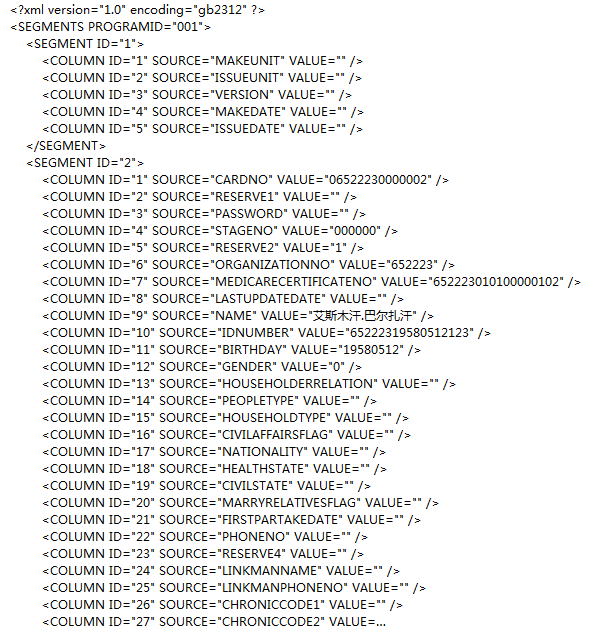 <?xml version="1.0" encoding="gb2312" ?>
<SEGMENTS PROGRAMID="001">
<SEGMENT ID="1">
<COLUMN ID="1" SOURCE="MAKEUNIT" VALUE="" />
<COLUMN ID="2" SOURCE="ISSUEUNIT" VALUE="" />
<COLUMN ID="3" SOURCE="VERSION" VALUE="" />
<COLUMN ID="4" SOURCE="MAKEDATE" VALUE="" />
<COLUMN ID="5" SOURCE="ISSUEDATE" VALUE="" />
</SEGMENT>
<SEGMENT ID="2">
<COLUMN ID="1" SOURCE="CARDNO" VALUE="06522230000002" />
<COLUMN ID="2" SOURCE="RESERVE1" VALUE="" />
<COLUMN ID="3" SOURCE="PASSWORD" VALUE="" />
<COLUMN ID="4" SOURCE="STAGENO" VALUE="000000" />
<COLUMN ID="5" SOURCE="RESERVE2" VALUE="1" />
<COLUMN ID="6" SOURCE="ORGANIZATIONNO" VALUE="652223" />
<COLUMN ID="7" SOURCE="MEDICARECERTIFICATENO" VALUE="652223010100000102" />
<COLUMN ID="8" SOURCE="LASTUPDATEDATE" VALUE="" />
<COLUMN ID="9" SOURCE="NAME" VALUE="艾斯木汗.巴尔扎汗" />
<COLUMN ID="10" SOURCE="IDNUMBER" VALUE="65222319580512123" />
<COLUMN ID="11" SOURCE="BIRTHDAY" VALUE="19580512" />
<COLUMN ID="12" SOURCE="GENDER" VALUE="0" />
<COLUMN ID="13" SOURCE="HOUSEHOLDERRELATION" VALUE="" />
<COLUMN ID="14" SOURCE="PEOPLETYPE" VALUE="" />
<COLUMN ID="15" SOURCE="HOUSEHOLDTYPE" VALUE="" />
<COLUMN ID="16" SOURCE="CIVILAFFAIRSFLAG" VALUE="" />
<COLUMN ID="17" SOURCE="NATIONALITY" VALUE="" />
<COLUMN ID="18" SOURCE="HEALTHSTATE" VALUE="" />
<COLUMN ID="19" SOURCE="CIVILSTATE" VALUE="" />
<COLUMN ID="20" SOURCE="MARRYRELATIVESFLAG" VALUE="" />
<COLUMN ID="21" SOURCE="FIRSTPARTAKEDATE" VALUE="" />
<COLUMN ID="22" SOURCE="PHONENO" VALUE="" />
<COLUMN ID="23" SOURCE="RESERVE4" VALUE="" />
<COLUMN ID="24" SOURCE="LINKMANNAME" VALUE="" />
<COLUMN ID="25" SOURCE="LINKMANPHONENO" VALUE="" />
<COLUMN ID="26" SOURCE="CHRONICCODE1" VALUE="" />
<COLUMN ID="27" SOURCE="CHRONICCODE2" VALUE=...